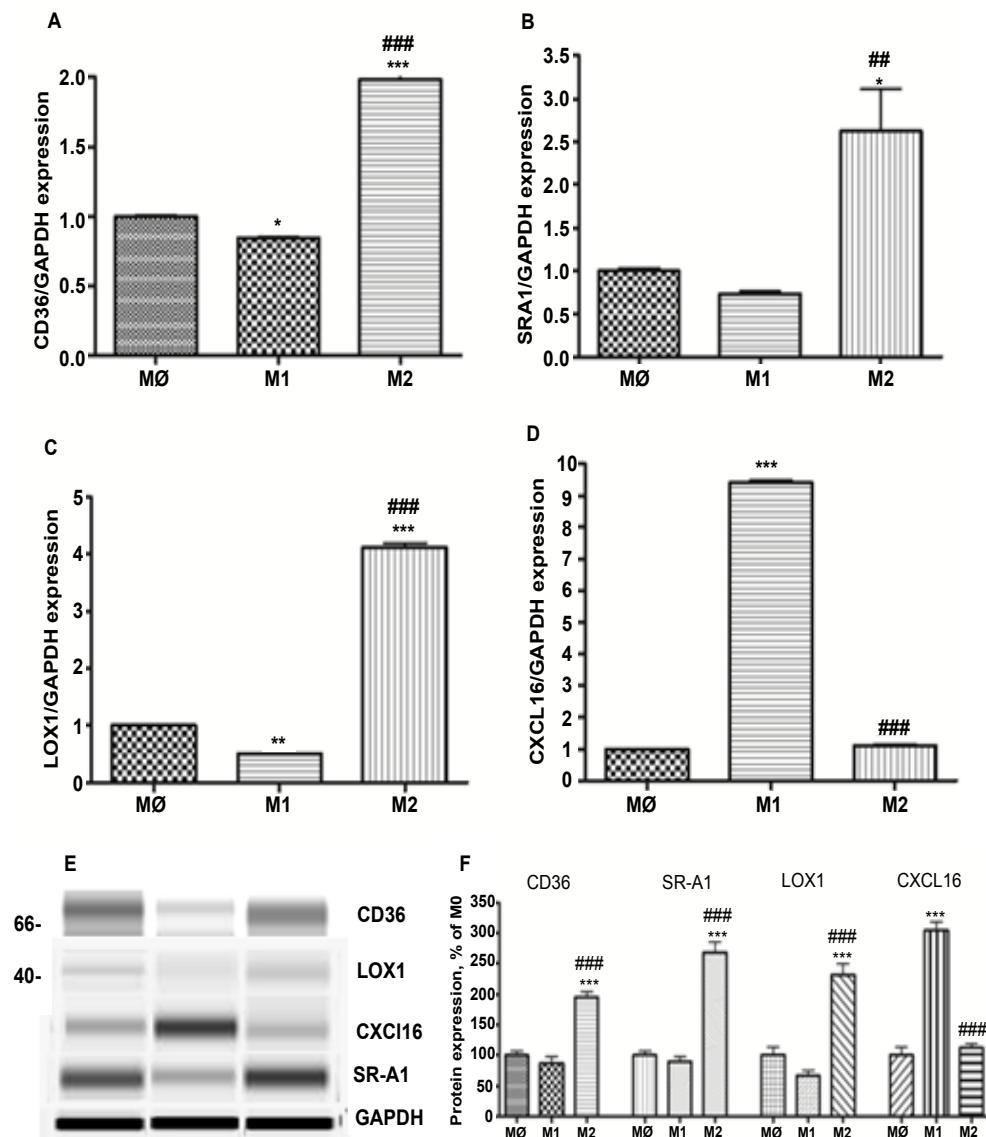 A
CD36/GAPDH expression
2.0
1.5
1.0
0.5
0.0
*
###
***
MØ M1 M2
B
SRA1/GAPDH expression
3.5
3.0
2.5
2.0
1.5
1.0
0.5
0.0
##
*
MØ M1 M2
C
LOX1/GAPDH expression
5
4
3
2
1
0
**
###
***
MØ M1 M2
D
CXCL16/GAPDH expression
10
9
8
7
6
5
4
3
2
1
0
***
###
MØ M1 M2
E
66-
40-
CD36
LOX1
CXCl16
SR-A1
GAPDH
F
CD36 SR-A1 LOX1 CXCL16
Protein expression, % of M0
350
300
250
200
150
100
50
0
###
***
###
***
###
***
***
###
MØ M1 M2 MØ M1 M2 MØ M1 M2 MØ M1 M2